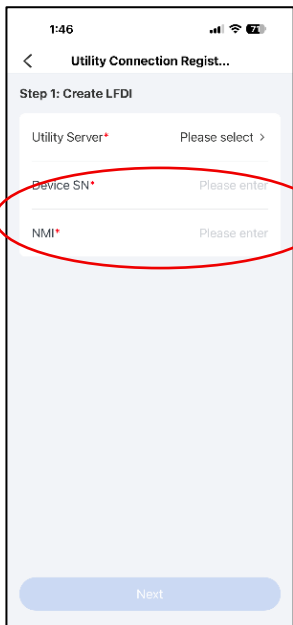 1:46
71
Utility Connection Regist...
Step 1: Create LFDI
Utility Server* Please select >
Device SN* Please enter
NMI* Please enter
Next